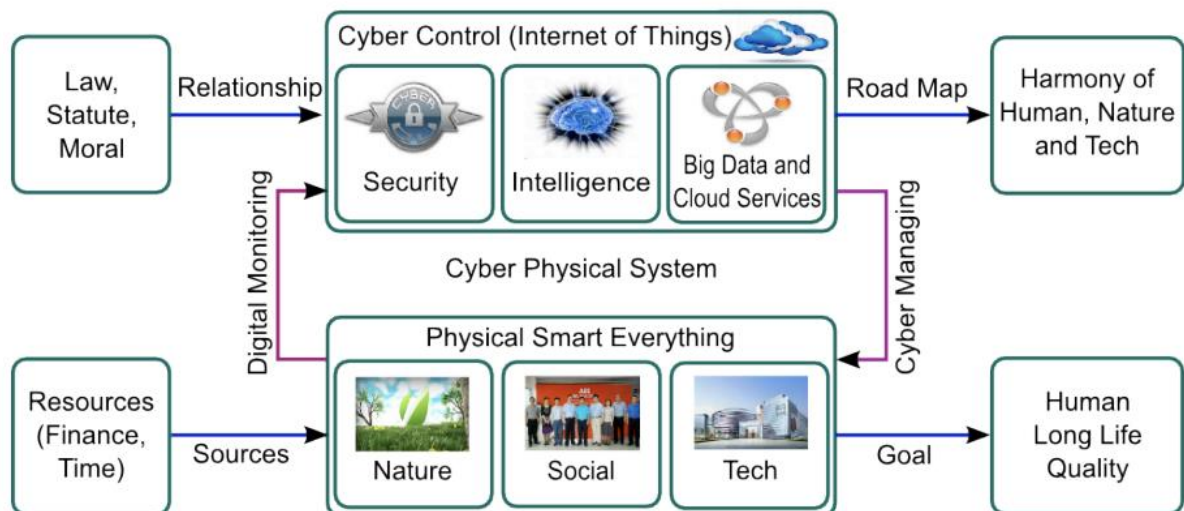 Cyber Control (Internet of Things)
Law,
Statute,
Moral
Relationship
CYBER
Security
Intelligence
Big Data and
Cloud Services
Road Map
Harmony of
Human, Nature
and Tech
Digital Monitoring
Cyber Physical System
Cyber Managing
Physical Smart Everything
Resources
(Finance,
Time)
Sources
Nature
Social
Tech
Goal
Human
Long Life
Quality